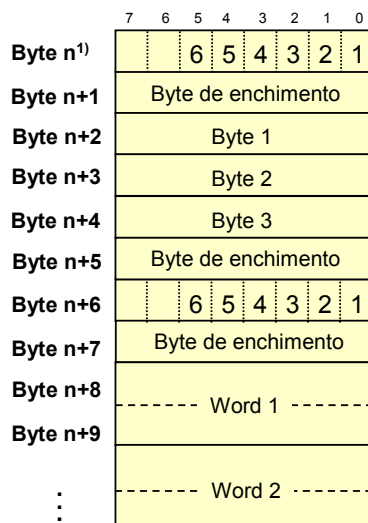 7 6 5 4 3 2 1 0
Byte n1) 6 5 4 3 2 1
Byte n+1 Byte de enchimento
Byte n+2 Byte 1
Byte n+3 Byte 2
Byte n+4 Byte 3
Byte n+5 Byte de enchimento
Byte n+6 6 5 4 3 2 1
Byte n+7 Byte de enchimento
Byte n+8
Word 1
Byte n+9
Word 2